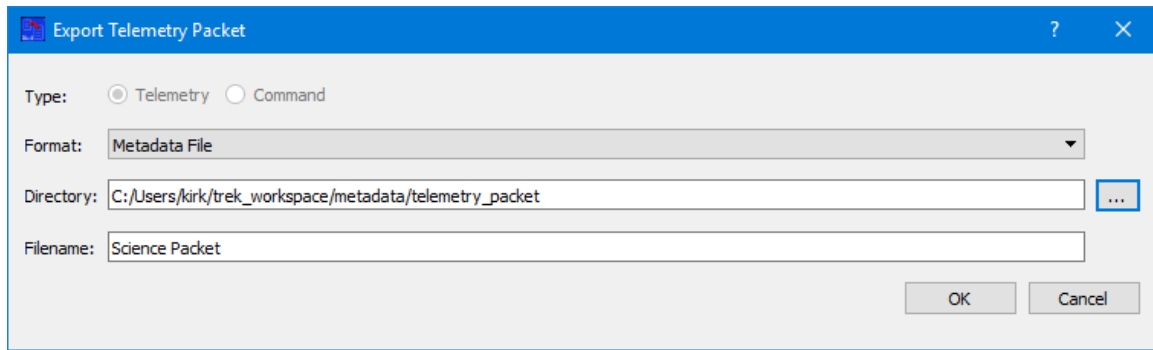 Export Telemetry Packet
Type: Telemetry Command
Format: Metadata File
Directory: C:/Users/kirk/trek_workspace/metadata/telemetry_packet ...
Filename: Science Packet
OK Cancel